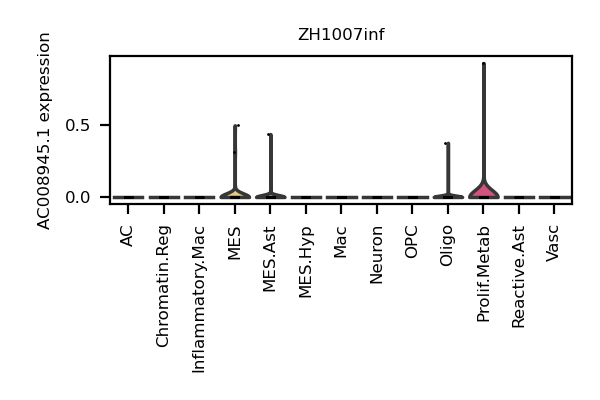 ZH1007inf
AC008945.1 expression
0.5
0.0
AC
Chromatin.Reg
Inflammatory.Mac
MES
MES.Ast
MES.Hyp
Mac
Neuron
OPC
Oligo
Prolif.Metab
Reactive.Ast
Vasc